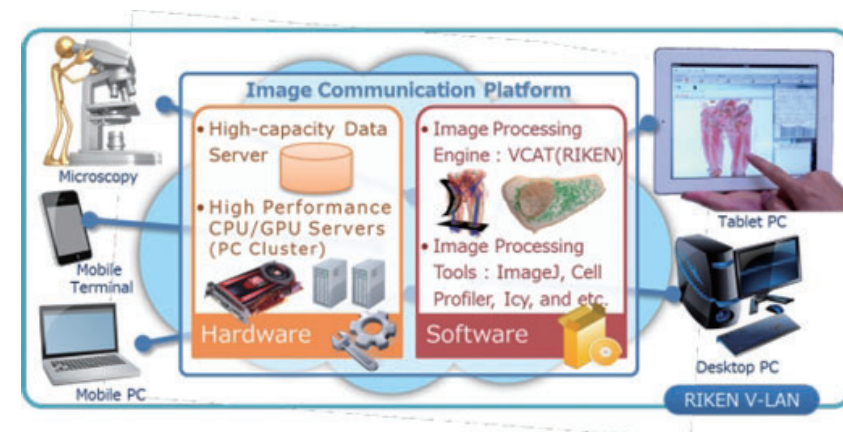 Image Communication Platform
Microscopy
Mobile
Terminal
Mobile PC
• High-capacity Data
Server
• High Performance
CPU/GPU Servers
(PC Cluster)
Hardware
• Image Processing
Engine : VCAT(RIKEN)
• Image Processing
Tools : ImageJ, Cell
Profiler, Icy, and etc.
Software
Tablet PC
Desktop PC
RIKEN V-LAN